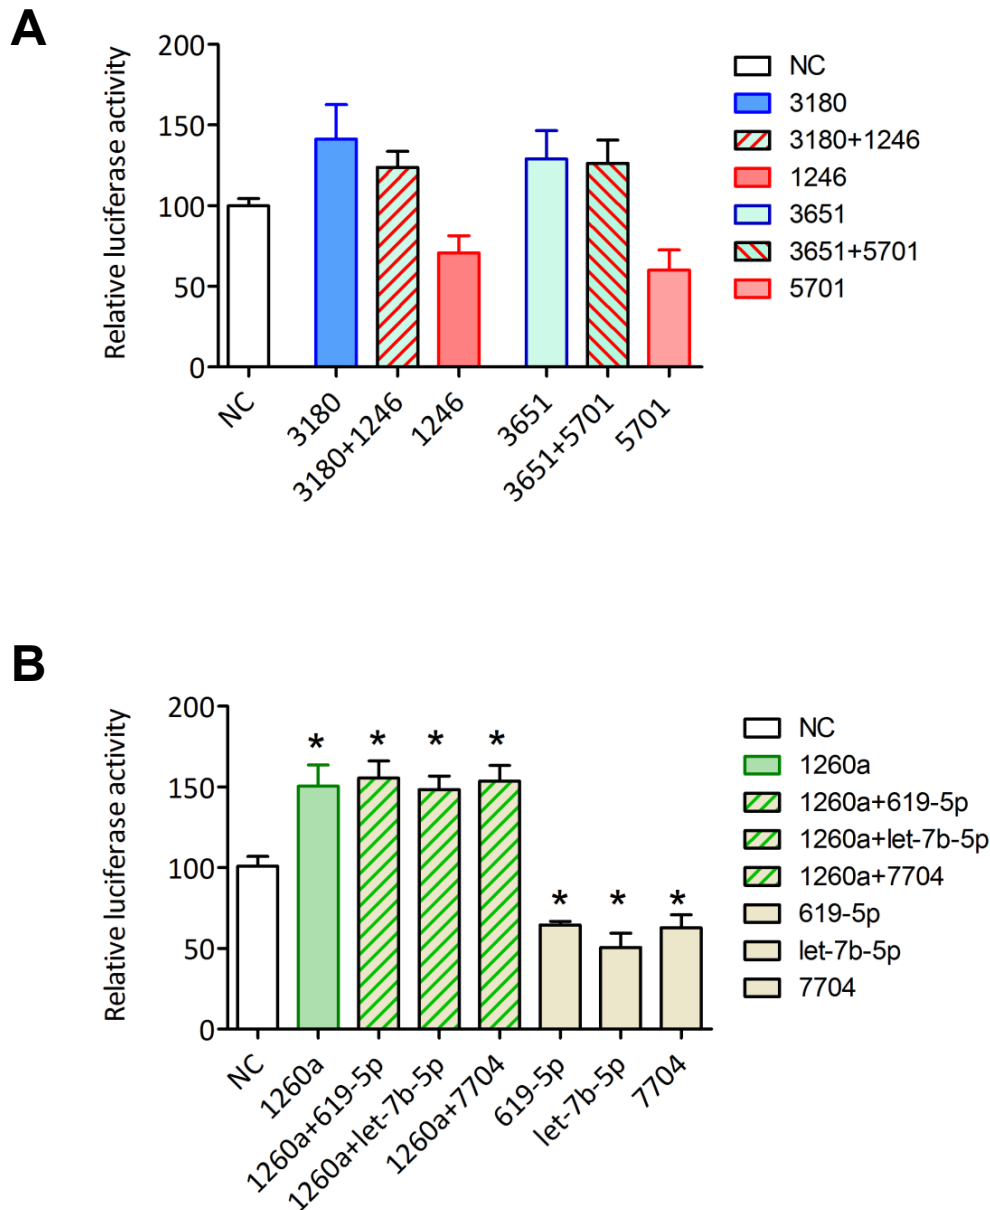 A
Relative luciferase activity
200
150
100
50
0
NC
3180
3180+1246
1246
3651
3651+5701
5701
NC
3180
3180+1246
1246
3651
3651+5701
5701
B
Relative luciferase activity
200
150
100
50
0
*
*
*
*
*
*
*
NC
1260a
1260a+619-5p
1260a+let-7b-5p
1260a+7704
619-5p
let-7b-5p
7704
NC
1260a
1260a+619-5p
1260a+let-7b-5p
1260a+7704
619-5p
let-7b-5p
7704